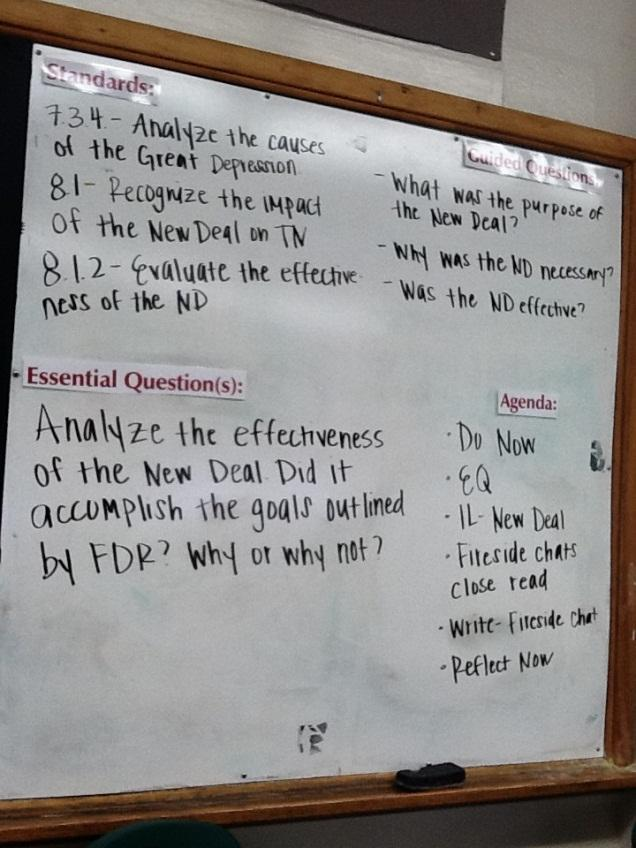 Standards:
7.3.4.- Analyze the causes
of the Great Depression
8.1- Recognize the impact
of the New Deal on TN
8.1.2- Evaluate the effective-
ness of the ND
Guided Questions
- What was the purpose of
the New Deal?
- Why was the ND necessary?
- Was the ND effective?
Essential Question(s):
Analyze the effectiveness
of the New Deal. Did it
accomplish the goals outlined
by FDR? Why or why not?
Agenda:
· Do Now
· EQ
· IL- New Deal
· Fireside chats
close read
· Write- Fireside Chat
· Reflect Now